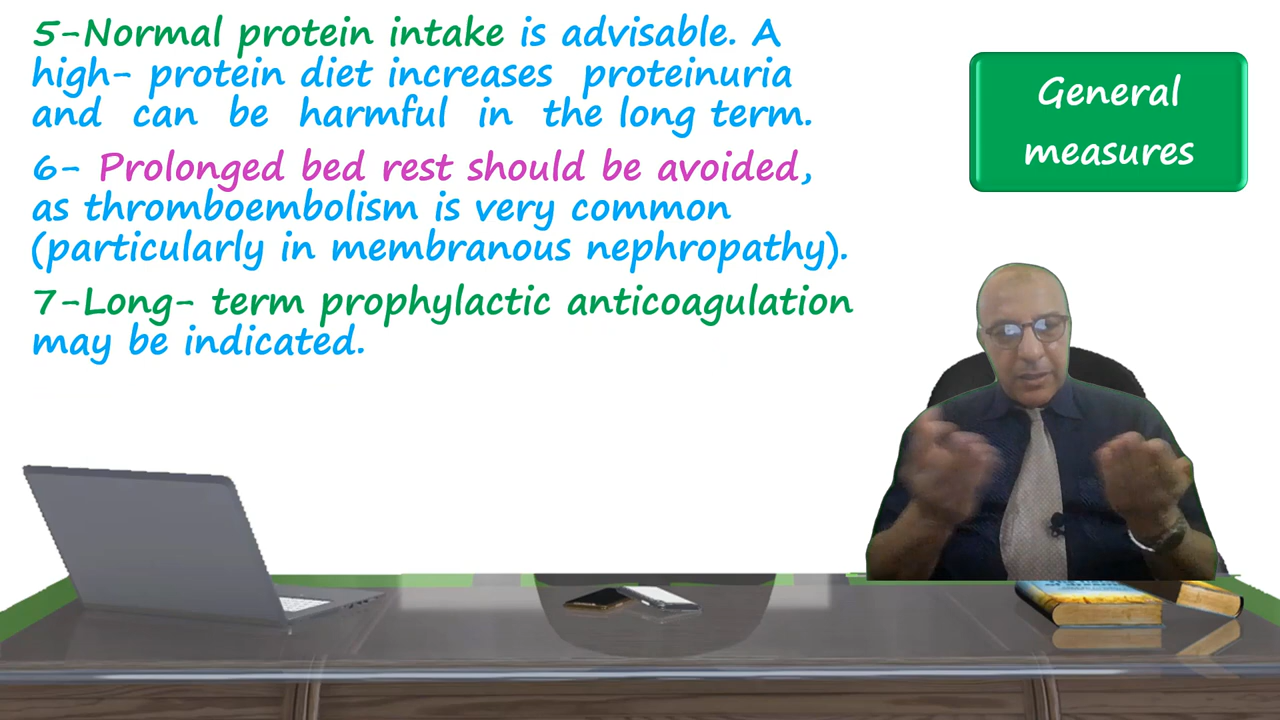 5-Normal protein intake is advisable. A
high- protein diet increases proteinuria
and can be harmful in the long term.
6- Prolonged bed rest should be avoided,
as thromboembolism is very common
(particularly in membranous nephropathy).
7-Long- term prophylactic anticoagulation
may be indicated.
General
measures